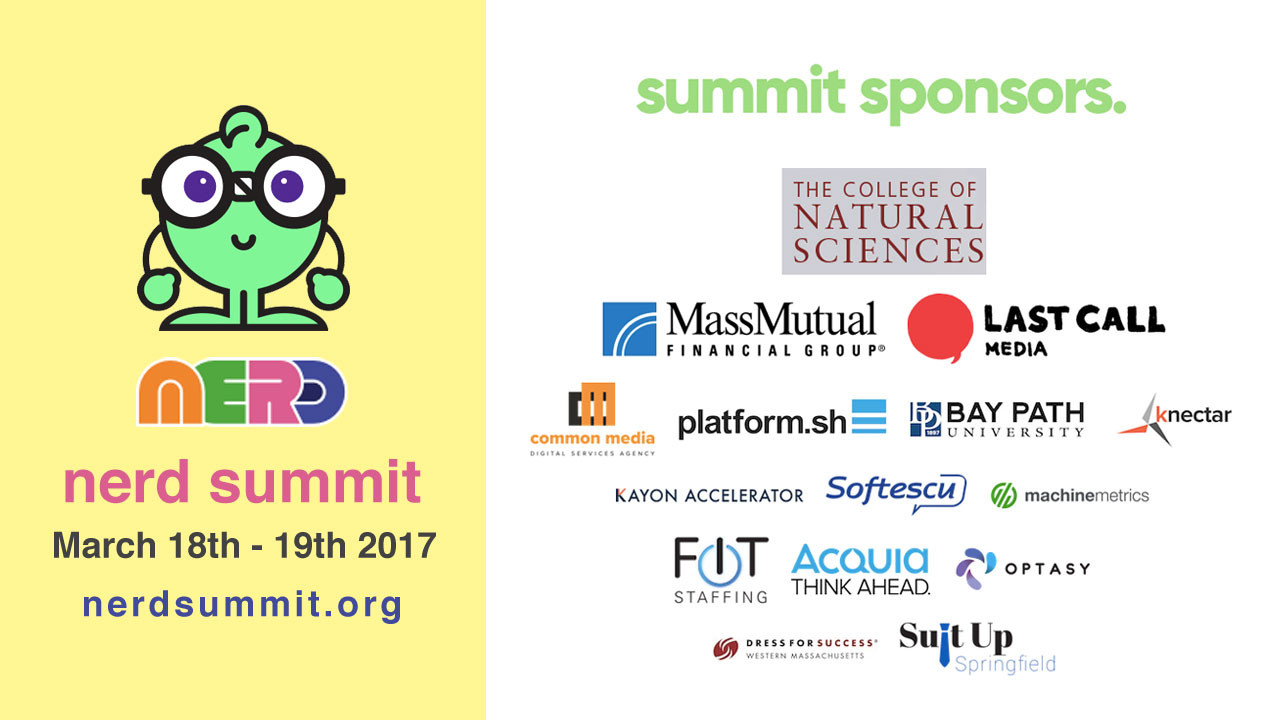 NERD
nerd summit
March 18th - 19th 2017
nerdsummit.org
summit sponsors.
THE COLLEGE OF
NATURAL
SCIENCES
MassMutual
FINANCIAL GROUP®
LAST CALL
MEDIA
common media
DIGITAL SERVICES AGENCY
platform.sh
1897
BAY PATH
UNIVERSITY
knectar
KAYON ACCELERATOR
Softescu
machinemetrics
FIT
STAFFING
ACQUIA
THINK AHEAD.
OPTASY
DRESS FOR SUCCESS®
WESTERN MASSACHUSETTS
Suit Up
Springfield